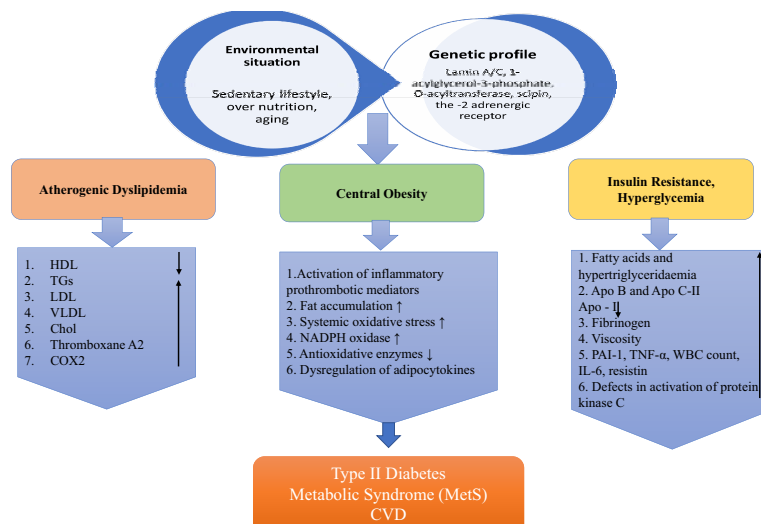 Environmental
situation
Sedentary lifestyle,
over nutrition,
aging
Genetic profile
Lamin A/C, 1-
acylglycerol-3-phosphate,
O-acyltransferase, scipin,
the -2 adrenergic
receptor
Atherogenic Dyslipidemia
Central Obesity
Insulin Resistance,
Hyperglycemia
1. HDL ↓
2. TGs ↑
3. LDL
4. VLDL
5. Chol
6. Thromboxane A2
7. COX2
1.Activation of inflammatory
prothrombotic mediators
2. Fat accumulation ↑
3. Systemic oxidative stress ↑
4. NADPH oxidase ↑
5. Antioxidative enzymes ↓
6. Dysregulation of adipocytokines
1. Fatty acids and
hypertriglyceridaemia
2. Apo B and Apo C-II
Apo - I↓
3. Fibrinogen
4. Viscosity
5. PAI-1, TNF-α, WBC count,
IL-6, resistin
6. Defects in activation of protein
kinase C
Type II Diabetes
Metabolic Syndrome (MetS)
CVD